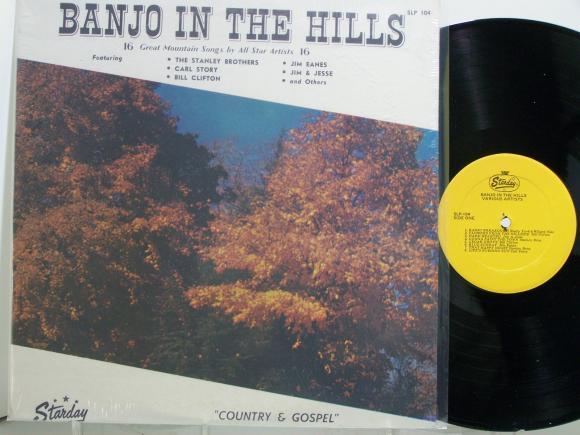 BANJO IN THE HILLS
SLP 104
16 Great Mountain Songs by All Star Artists 16
Featuring
• THE STANLEY BROTHERS
• CARL STORY
• BILL CLIFTON
• JIM EANES
• JIM & JESSE
• and Others
Starday
"COUNTRY & GOSPEL"
Starday
BANJO IN THE HILLS
VARIOUS ARTISTS
SLP-104
SIDE ONE